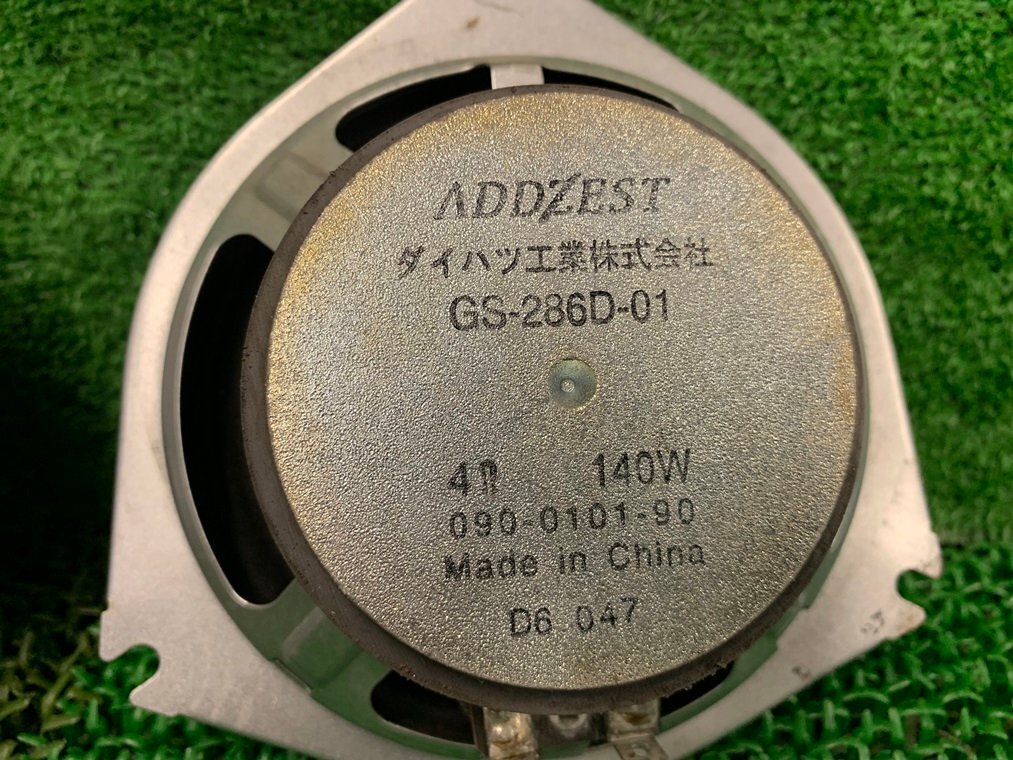 ADDZEST
ダイハツ工業株式会社
GS-286D-01
4Ω 140W
090-0101-90
Made in China
D6 047